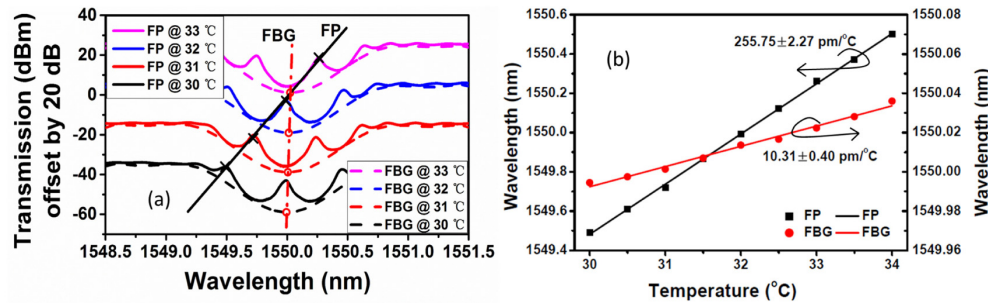 Transmission (dBm)
offset by 20 dB
40
20
0
-20
-40
-60
FP @ 33 ℃
FP @ 32 ℃
FP @ 31 ℃
FP @ 30 ℃
FBG
FP
(a)
FBG @ 33 ℃
FBG @ 32 ℃
FBG @ 31 ℃
FBG @ 30 ℃
1548.5 1549.0 1549.5 1550.0 1550.5 1551.0 1551.5
Wavelength (nm)
Wavelength (nm)
1550.6
1550.4
1550.2
1550.0
1549.8
1549.6
1549.4
(b)
255.75±2.27 pm/°C
10.31±0.40 pm/°C
FP FP
FBG FBG
30 31 32 33 34
Temperature (°C)
1550.08
1550.06
1550.04
1550.02
1550.00
1549.98
1549.96
Wavelength (nm)